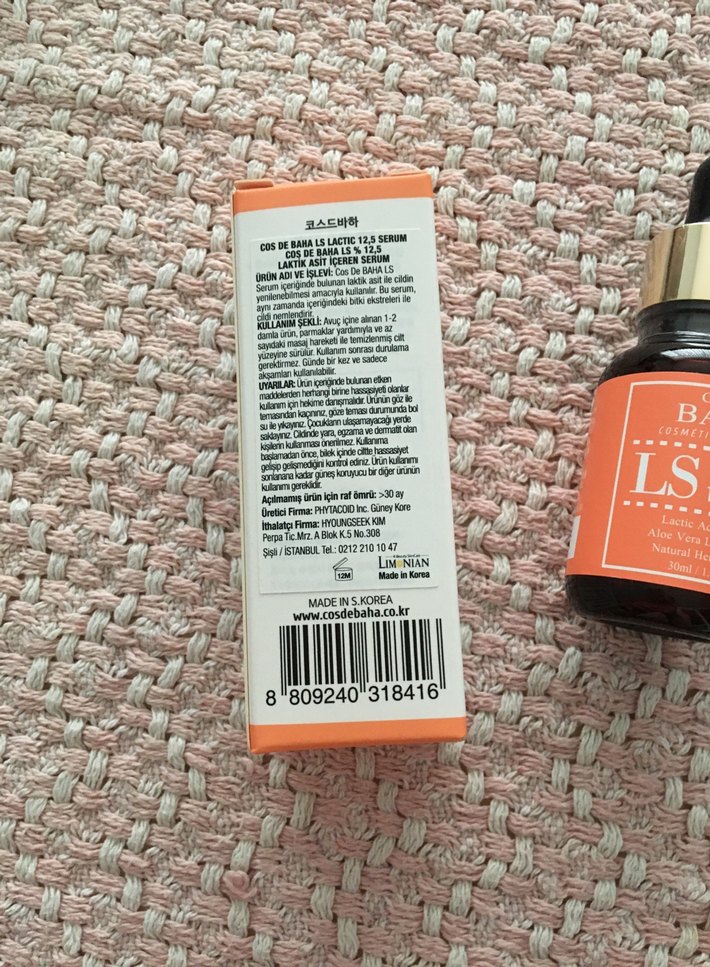 코스드바하
COS DE BAHA LS LACTIC 12,5 SERUM
COS DE BAHA LS % 12,5
LAKTİK ASİT İÇEREN SERUM
ÜRÜN ADI VE İŞLEVİ: Cos De BAHA LS
Serum içeriğinde bulunan laktik asit ile cildin
yenilenebilmesi amacıyla kullanılır. Bu serum,
aynı zamanda içeriğindeki bitki ekstreleri ile
cildi nemlendirir.
KULLANIM ŞEKLİ: Avuç içine alınan 1-2
damla ürün, parmaklar yardımıyla ve az
sayıdaki masaj hareketi ile temizlenmiş cilt
yüzeyine sürülür. Kullanım sonrası durulama
gerektirmez. Günde bir kez ve sadece
akşamları kullanılabilir.
UYARILAR: Ürün içeriğinde bulunan etken
maddelerden herhangi birine hassasiyeti olanlar
kullanım için hekime danışmalıdır. Ürünün göz ile
temasından kaçınınız, göze teması durumunda bol
su ile yıkayınız. Çocukların ulaşamayacağı yerde
saklayınız. Cildinde yara, egzama ve dermatit olan
kişilerin kullanması önerilmez. Kullanıma
başlamadan önce, bilek içinde ciltte hassasiyet
gelişip gelişmediğini kontrol ediniz. Ürün kullanımı
sonlanana kadar güneş koruyucu bir diğer ürünün
kullanımı gereklidir.
Açılmamış ürün için raf ömrü: >30 ay
Üretici Firma: PHYTACOID Inc. Güney Kore
İthalatçı Firma: HYOUNGSEEK KIM
Perpa Tic.Mrz. A Blok K.5 No.308
Şişli / İSTANBUL Tel.: 0212 210 10 47
12M
LIMONIAN
Made in Korea
MADE IN S.KOREA
www.cosdebaha.co.kr
8 809240 318416
BA
COSMETI
LS
Lactic Ac
Aloe Vera L
Natural Her
30ml / 1.